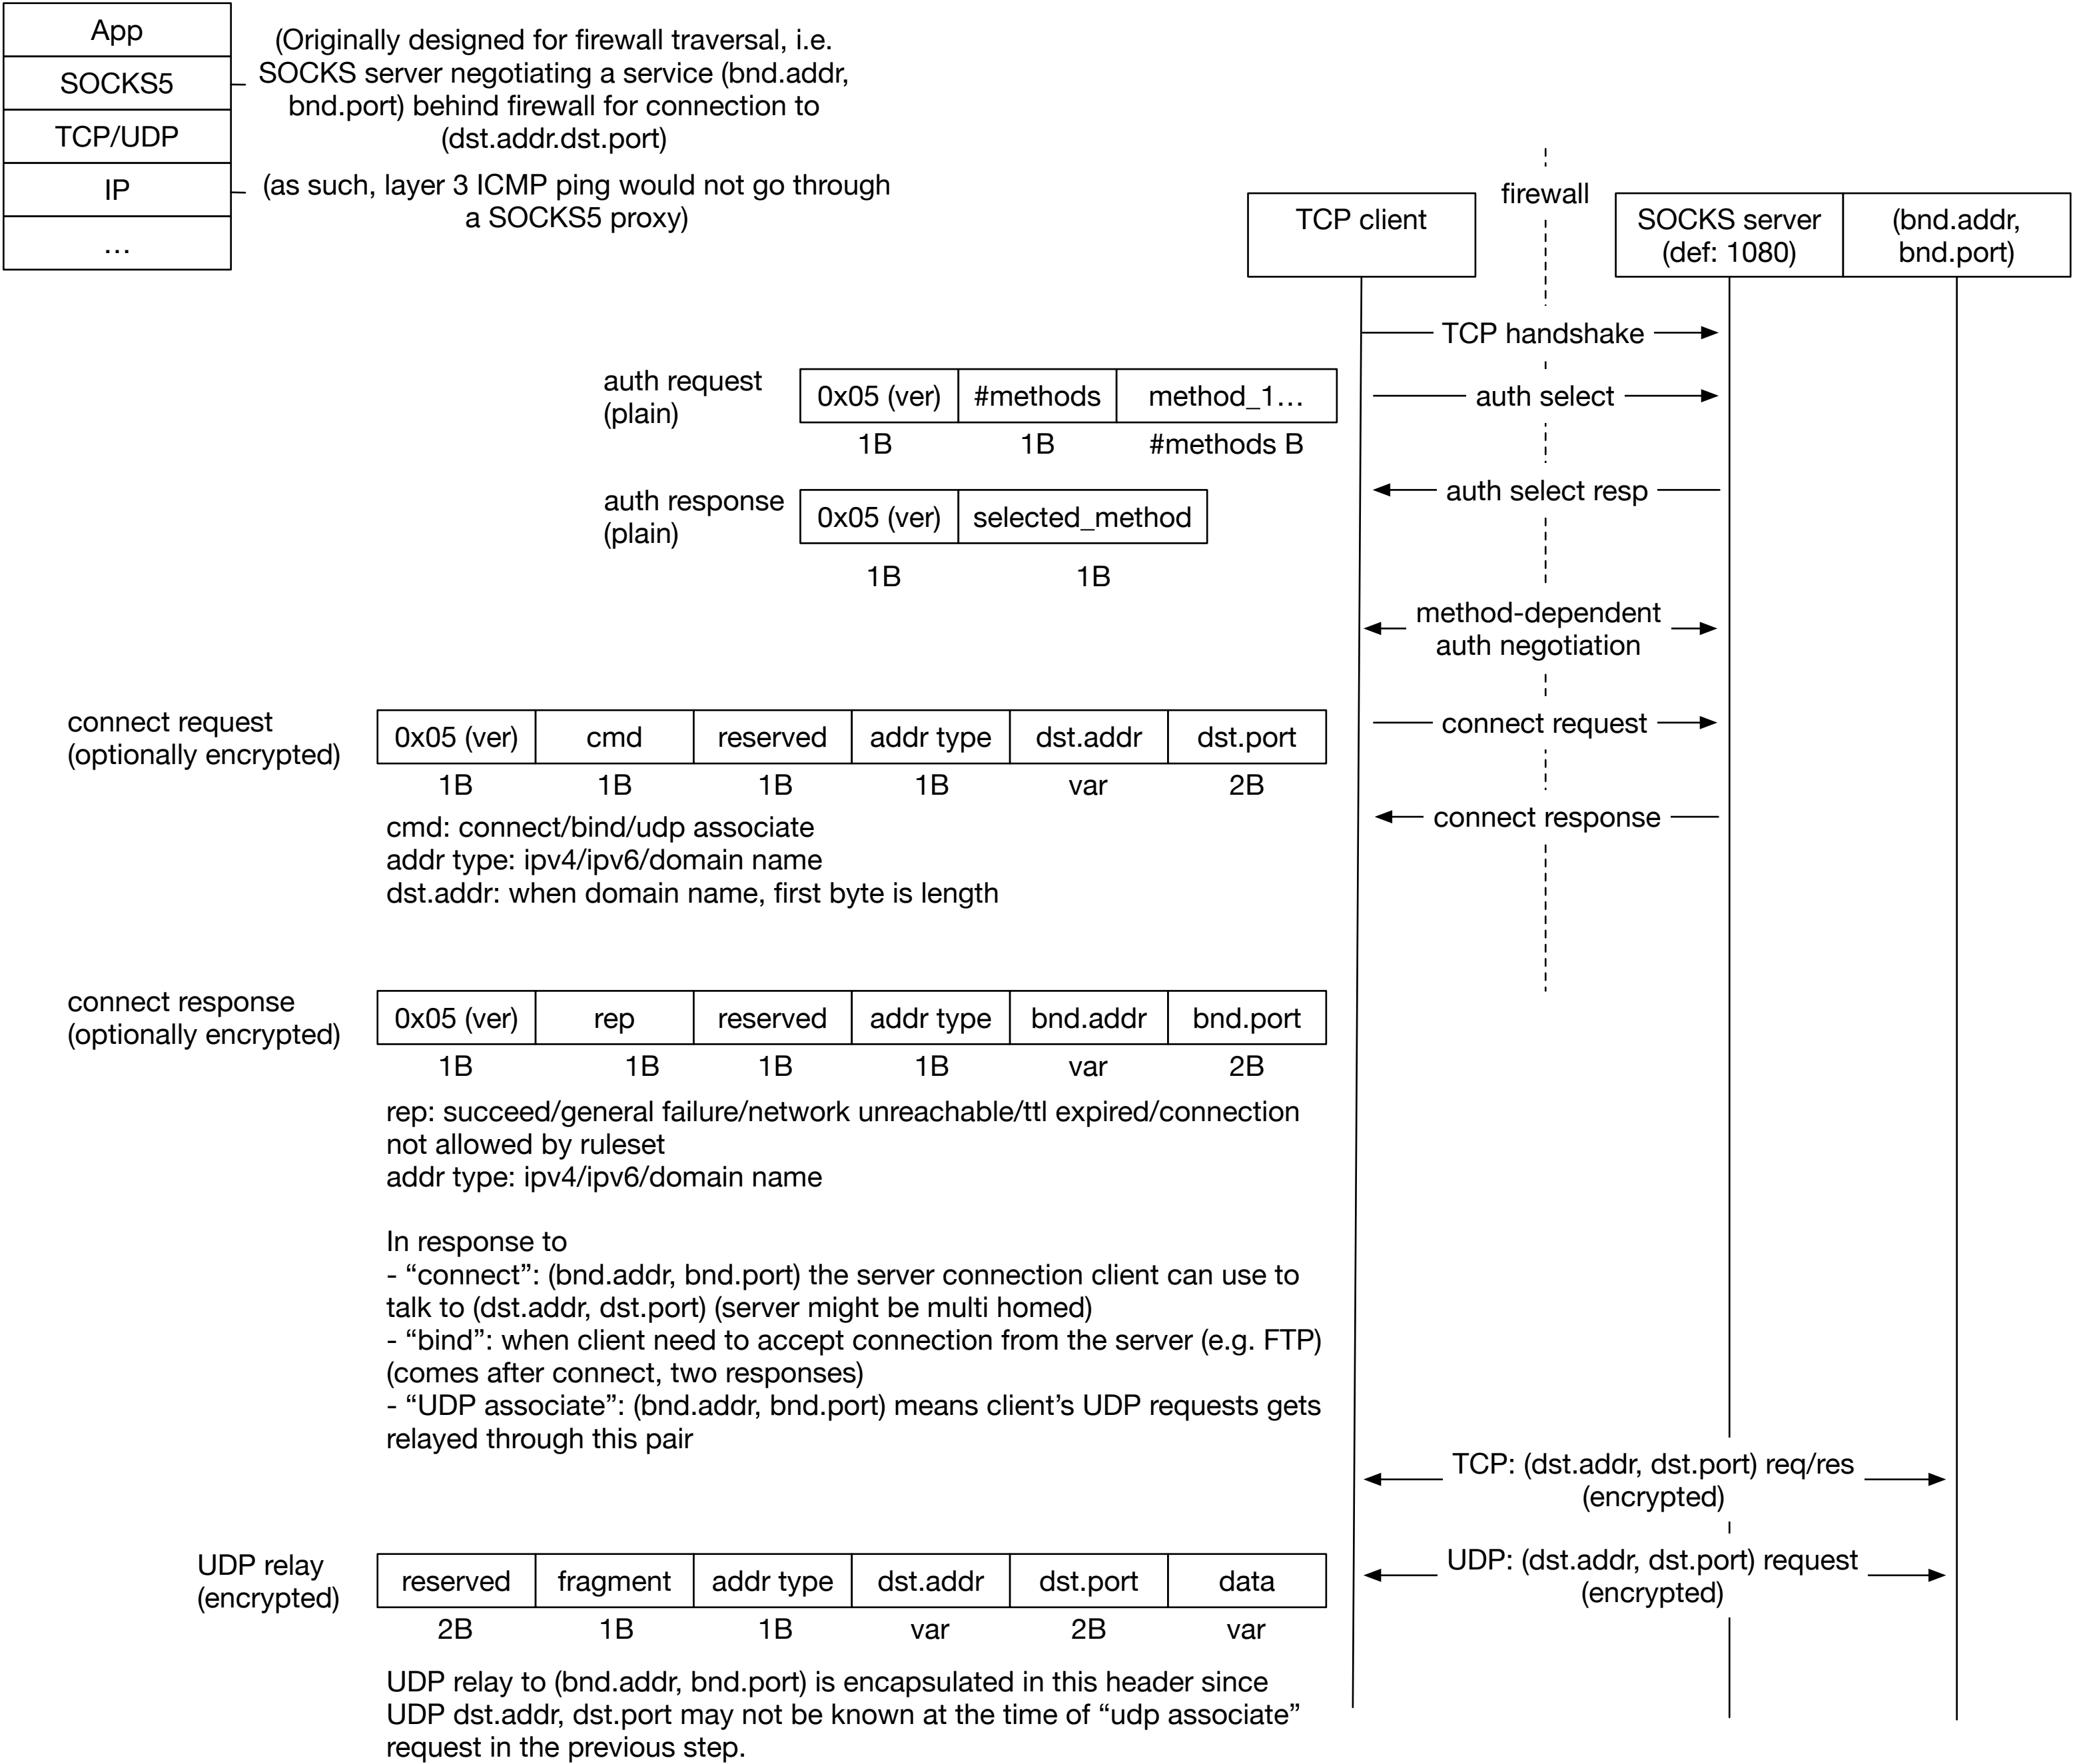 App
SOCKS5
TCP/UDP
IP
…
(Originally designed for firewall traversal, i.e.
SOCKS server negotiating a service (bnd.addr,
bnd.port) behind firewall for connection to
(dst.addr.dst.port)
(as such, layer 3 ICMP ping would not go through
a SOCKS5 proxy)
TCP client
firewall
SOCKS server
(def: 1080)
(bnd.addr,
bnd.port)
TCP handshake
auth request
(plain)
0x05 (ver)
#methods
method_1…
1B
1B
#methods B
auth select
auth response
(plain)
0x05 (ver)
selected_method
1B
1B
auth select resp
method-dependent
auth negotiation
connect request
(optionally encrypted)
0x05 (ver)
cmd
reserved
addr type
dst.addr
dst.port
1B
1B
1B
1B
var
2B
connect request
cmd: connect/bind/udp associate
addr type: ipv4/ipv6/domain name
dst.addr: when domain name, first byte is length
connect response
connect response
(optionally encrypted)
0x05 (ver)
rep
reserved
addr type
bnd.addr
bnd.port
1B
1B
1B
1B
var
2B
rep: succeed/general failure/network unreachable/ttl expired/connection
not allowed by ruleset
addr type: ipv4/ipv6/domain name
In response to
- “connect”: (bnd.addr, bnd.port) the server connection client can use to
talk to (dst.addr, dst.port) (server might be multi homed)
- “bind”: when client need to accept connection from the server (e.g. FTP)
(comes after connect, two responses)
- “UDP associate”: (bnd.addr, bnd.port) means client’s UDP requests gets
relayed through this pair
TCP: (dst.addr, dst.port) req/res
(encrypted)
UDP relay
(encrypted)
reserved
fragment
addr type
dst.addr
dst.port
data
2B
1B
1B
var
2B
var
UDP: (dst.addr, dst.port) request
(encrypted)
UDP relay to (bnd.addr, bnd.port) is encapsulated in this header since
UDP dst.addr, dst.port may not be known at the time of “udp associate”
request in the previous step.